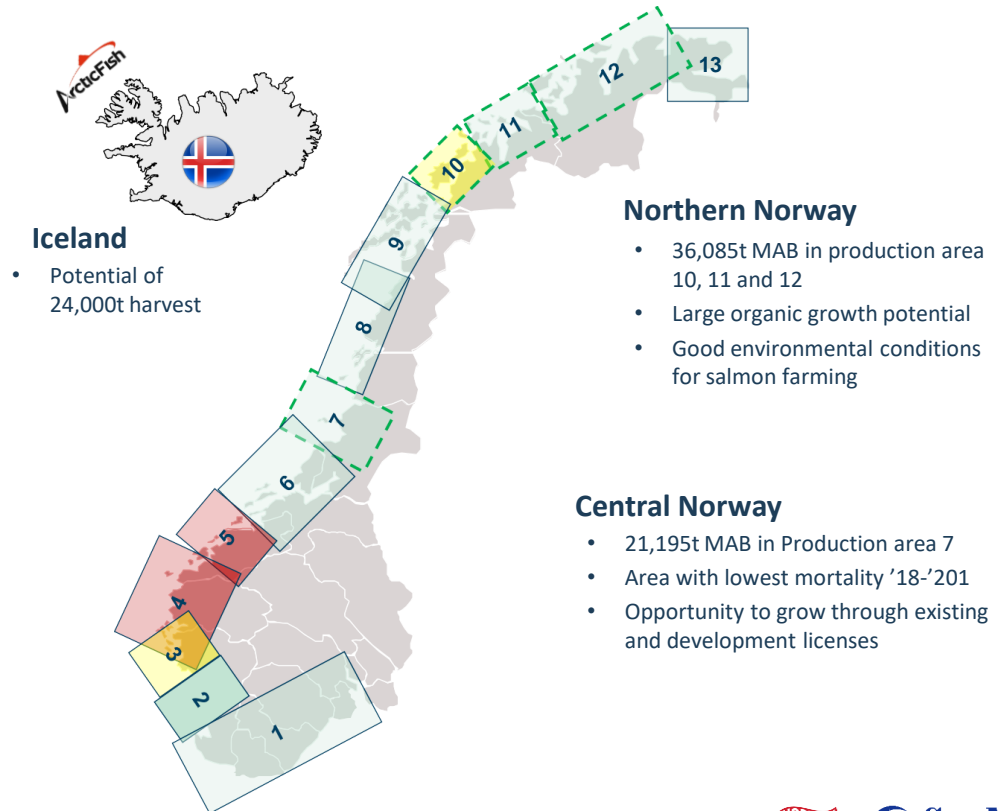 ArcticFish
Iceland
• Potential of
24,000t harvest
13
12
11
10
9
8
7
6
5
4
3
2
1
Northern Norway
• 36,085t MAB in production area
10, 11 and 12
• Large organic growth potential
• Good environmental conditions
for salmon farming
Central Norway
• 21,195t MAB in Production area 7
• Area with lowest mortality ’18-’201
• Opportunity to grow through existing
and development licenses